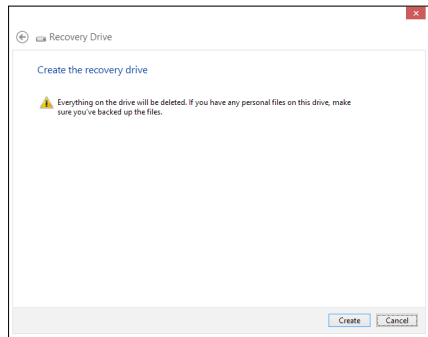 Recovery Drive
Create the recovery drive
Everything on the drive will be deleted. If you have any personal files on this drive, make
sure you've backed up the files.
Create Cancel